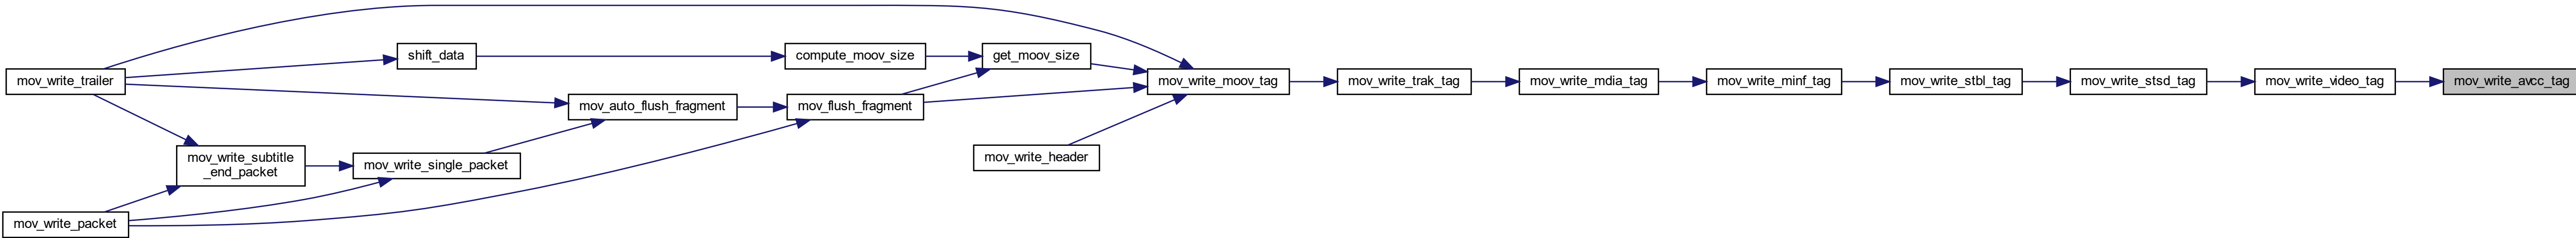 mov_write_trailer
shift_data
compute_moov_size
get_moov_size
mov_auto_flush_fragment
mov_flush_fragment
mov_write_moov_tag
mov_write_trak_tag
mov_write_mdia_tag
mov_write_minf_tag
mov_write_stbl_tag
mov_write_stsd_tag
mov_write_video_tag
mov_write_avcc_tag
mov_write_subtitle
_end_packet
mov_write_single_packet
mov_write_header
mov_write_packet